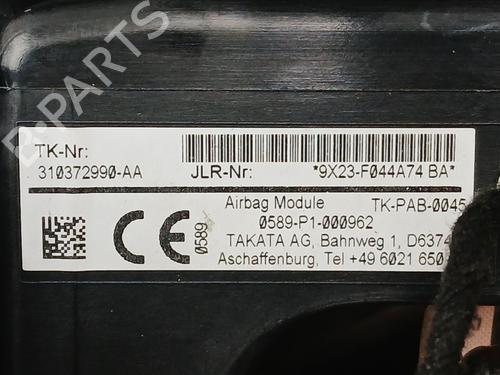 B-PARTS
TK-Nr:
310372990-AA
JLR-Nr:
*9X23-F044A74 BA*
Airbag Module
TK-PAB-0045
0589-P1-000962
CE
0589
TAKATA AG, Bahnweg 1, D6374
Aschaffenburg, Tel +49 6021 650